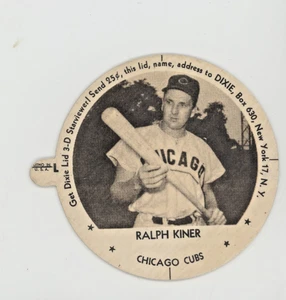 Get Dixie Lid 3-D Starviewer! Send 25¢, this lid, name, address to DIXIE, Box 630, New York 17, N. Y.
CHICAGO
RALPH KINER
CHICAGO CUBS